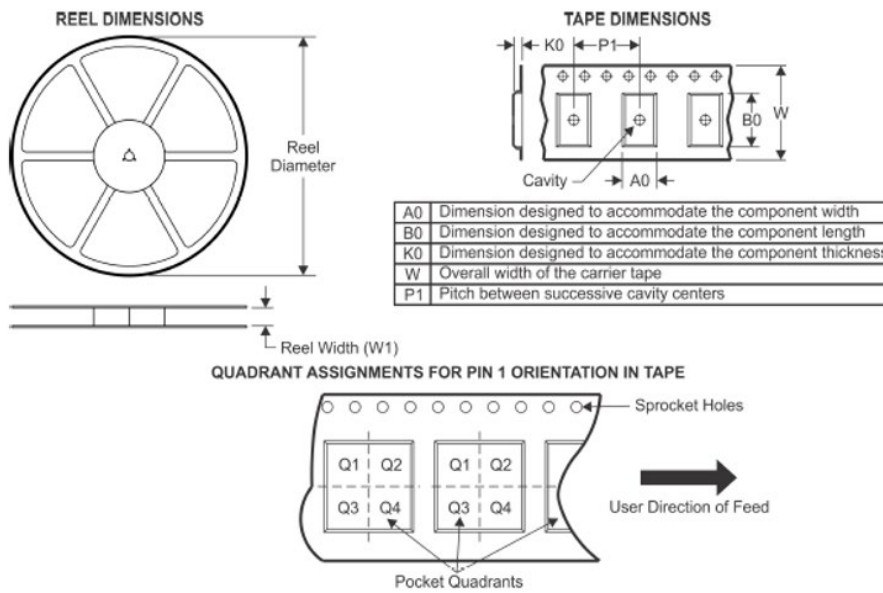 REEL DIMENSIONS
Reel
Diameter
Reel Width (W1)
TAPE DIMENSIONS
K0 P1
W
B0
Cavity
A0
A0 Dimension designed to accommodate the component width
B0 Dimension designed to accommodate the component length
K0 Dimension designed to accommodate the component thickness
W Overall width of the carrier tape
P1 Pitch between successive cavity centers
QUADRANT ASSIGNMENTS FOR PIN 1 ORIENTATION IN TAPE
Sprocket Holes
Q1 Q2 Q1 Q2
Q3 Q4 Q3 Q4
User Direction of Feed
Pocket Quadrants